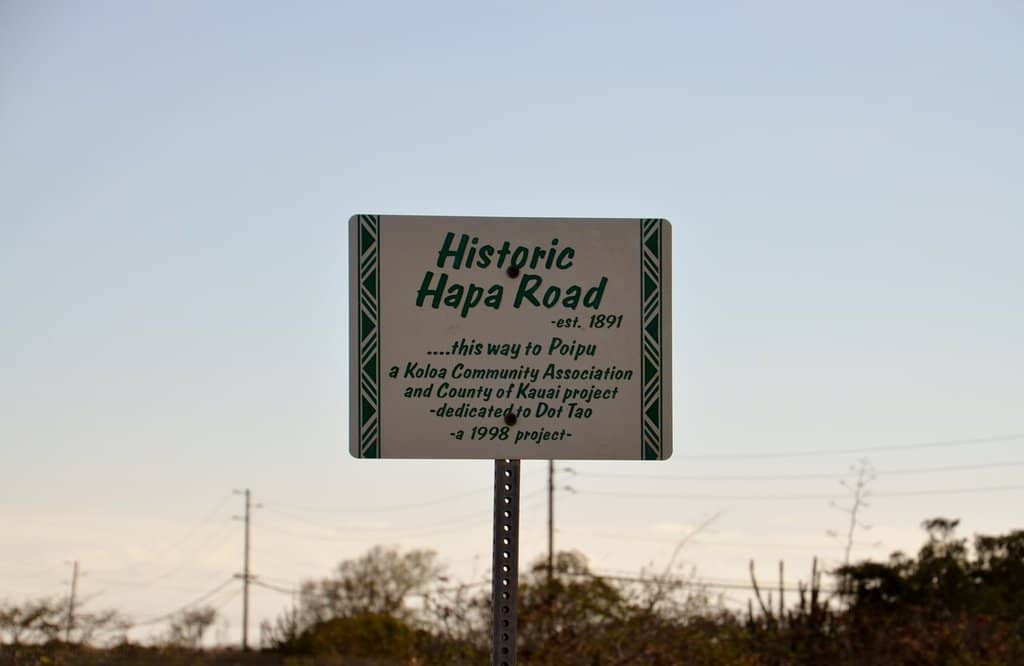 Historic
Hapa Road
-est. 1891
....this way to Poipu
a Koloa Community Association
and County of Kauai project
-dedicated to Dot Tao
-a 1998 project-